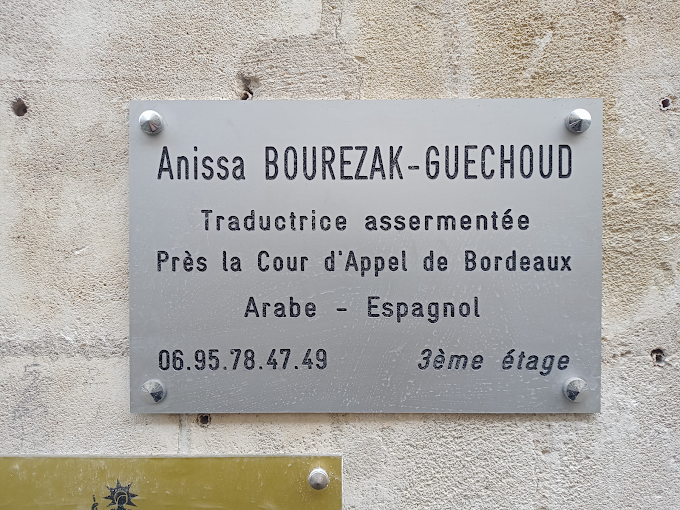 Anissa BOUREZAK-GUECHOUD
Traductrice assermentée
Près la Cour d'Appel de Bordeaux
Arabe - Espagnol
06.95.78.47.49 3ème étage